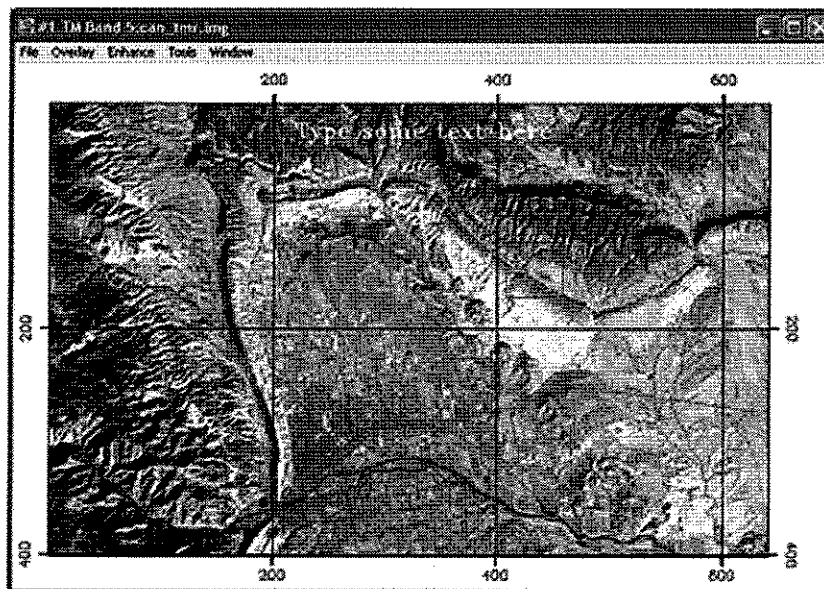 #1 TM Band 5:can_tmr.img
File Overlay Enhance Tools Window
200 400 600
Type some text here
200 200
400 400
200 400 600